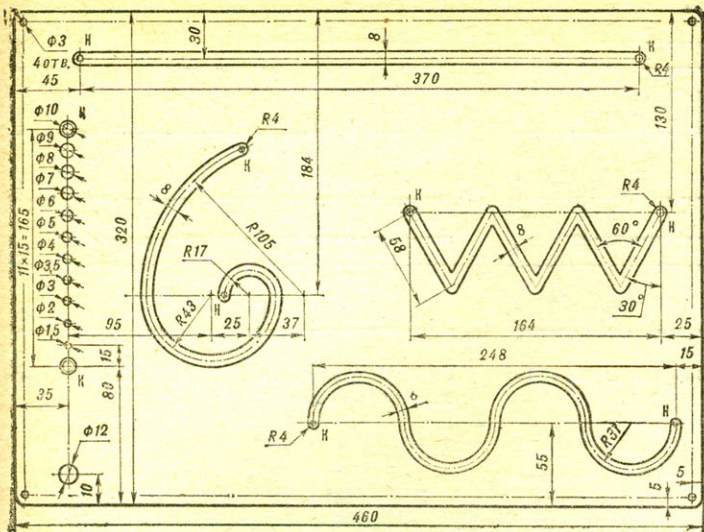 Ф3
4 отв.
45
Н
30
8
184
К
R4
370
130
Ф10
К
Ф9
Ф8
Ф7
Ф6
Ф5
Ф4
Ф3,5
Ф3
Ф2
Ф1,5
11×15=165
320
R4
К
8
R105
R17
R43
Н
95
25
37
К
R4
Н
58
8
60°
30°
164
25
15
К
35
80
Ф12
10
248
15
R4
К
6
Н
R31
55
5
5
460